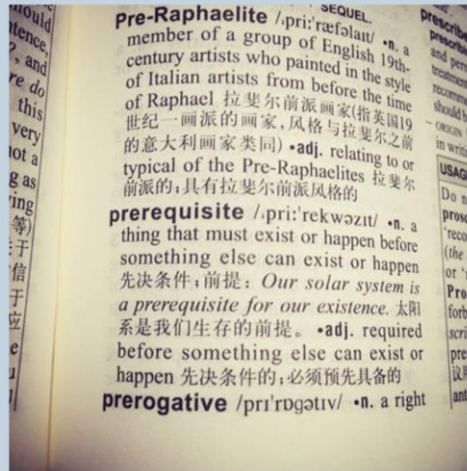 SEQUEL.
Pre-Raphaelite /ˌpriːˈræfəlaɪt/ •n. a
member of a group of English 19th-
century artists who painted in the style
of Italian artists from before the time
of Raphael 拉斐尔前派画家(指英国19
世纪一画派的画家,风格与拉斐尔之前
的意大利画家类同) •adj. relating to or
typical of the Pre-Raphaelites 拉斐尔
前派的;具有拉斐尔前派风格的
prerequisite /ˌpriːˈrekwəzɪt/ •n. a
thing that must exist or happen before
something else can exist or happen
先决条件;前提: Our solar system is
a prerequisite for our existence. 太阳
系是我们生存的前提。 •adj. required
before something else can exist or
happen 先决条件的;必须预先具备的
prerogative /prɪˈrɒgətɪv/ •n. a right
- ORIGIN
in writi
USAG
Do n